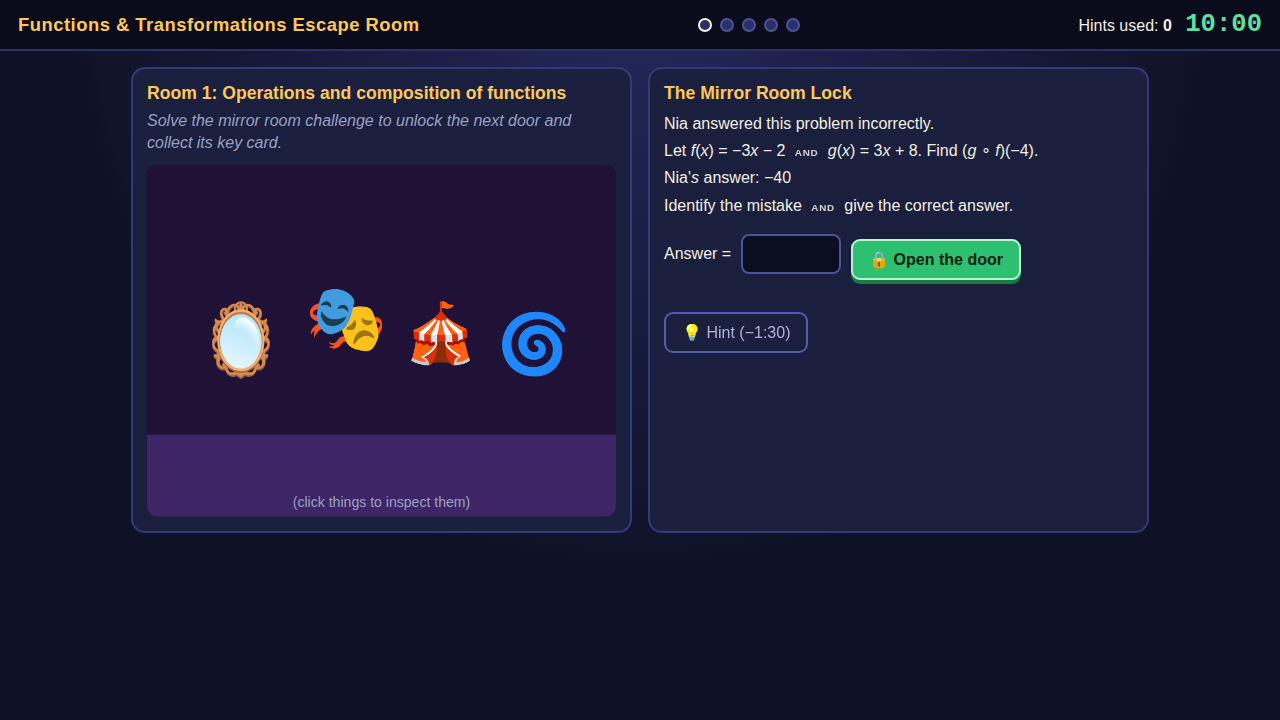 Functions & Transformations Escape Room
Hints used: 0 10:00
Room 1: Operations and composition of functions
Solve the mirror room challenge to unlock the next door and
collect its key card.
(click things to inspect them)
The Mirror Room Lock
Nia answered this problem incorrectly.
Let f(x) = −3x − 2 AND g(x) = 3x + 8. Find (g ∘ f)(−4).
Nia's answer: −40
Identify the mistake AND give the correct answer.
Answer =
🔒 Open the door
💡 Hint (−1:30)